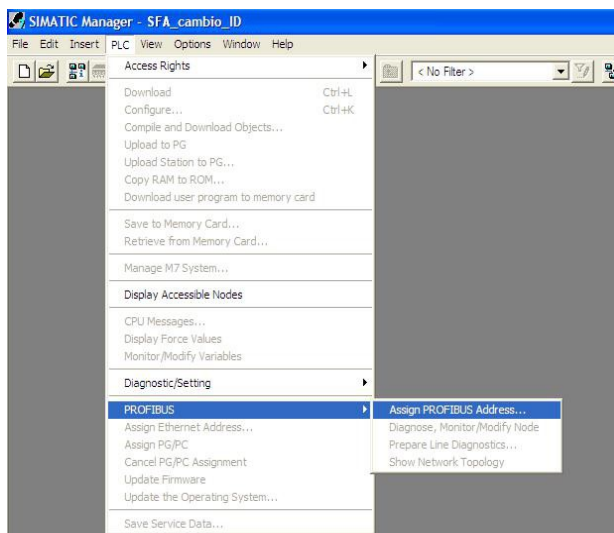 SIMATIC Manager - SFA_cambio_ID
File Edit Insert PLC View Options Window Help
< No Filter >
Access Rights
Download Ctrl+L
Configure... Ctrl+K
Compile and Download Objects...
Upload to PG
Upload Station to PG...
Copy RAM to ROM...
Download user program to memory card
Save to Memory Card...
Retrieve from Memory Card...
Manage M7 System...
Display Accessible Nodes
CPU Messages...
Display Force Values
Monitor/Modify Variables
Diagnostic/Setting
PROFIBUS
Assign Ethernet Address...
Assign PG/PC
Cancel PG/PC Assignment
Update Firmware
Update the Operating System...
Save Service Data...
Assign PROFIBUS Address...
Diagnose, Monitor/Modify Node
Prepare Line Diagnostics...
Show Network Topology